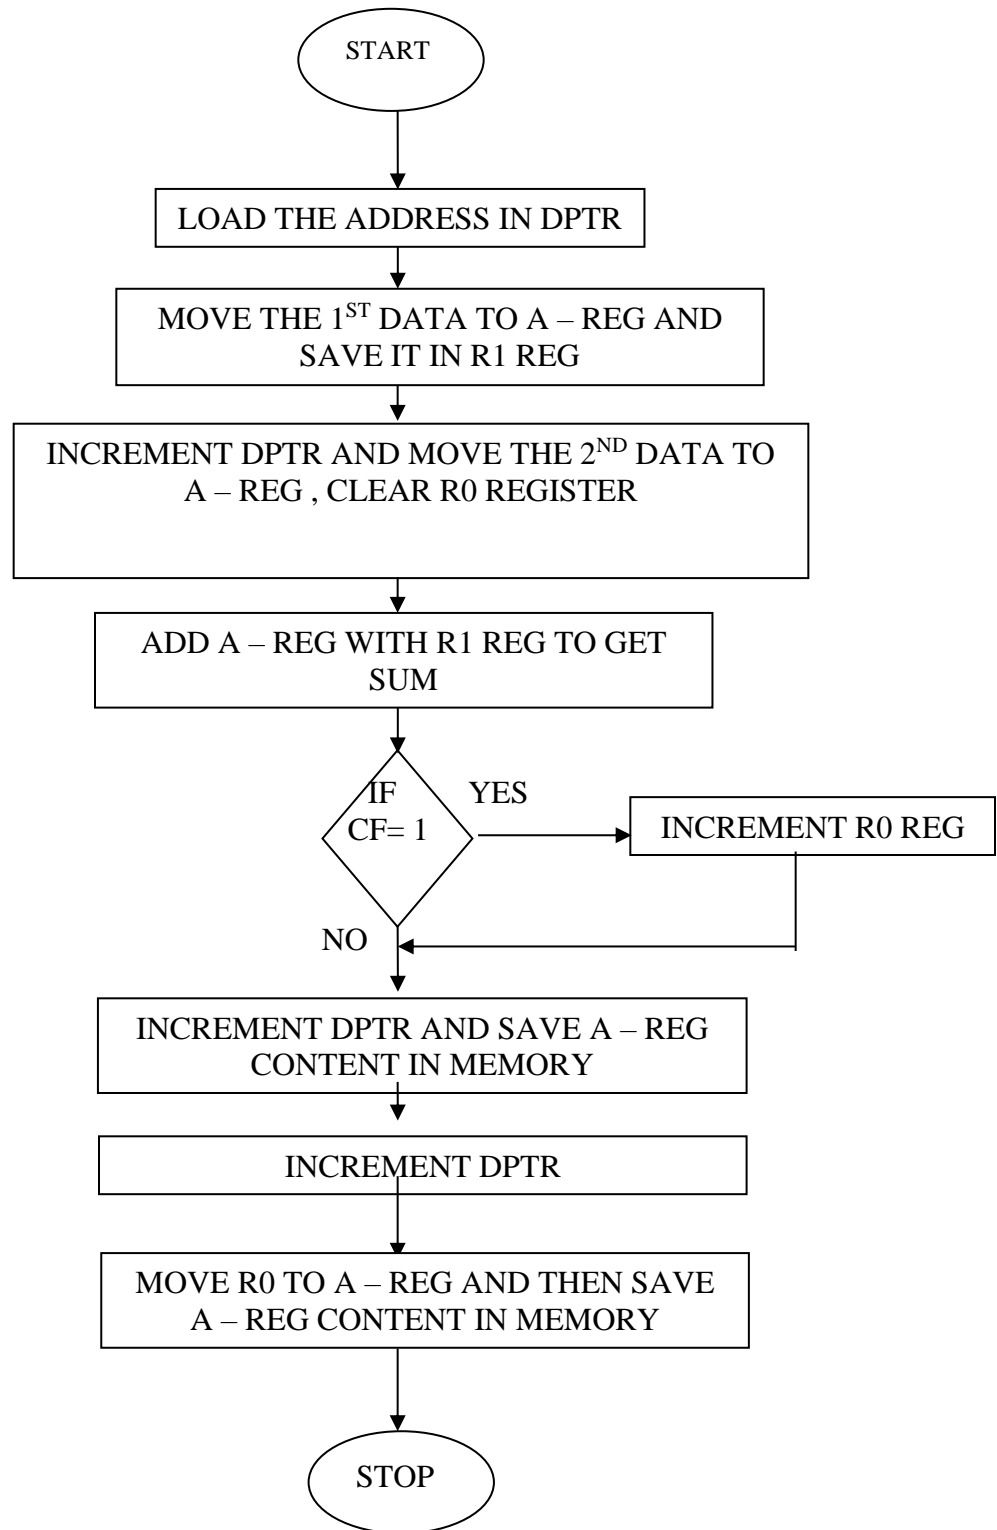 START
LOAD THE ADDRESS IN DPTR
MOVE THE 1ST DATA TO A – REG AND
SAVE IT IN R1 REG
INCREMENT DPTR AND MOVE THE 2ND DATA TO
A – REG , CLEAR R0 REGISTER
ADD A – REG WITH R1 REG TO GET
SUM
IF
CF= 1
YES
INCREMENT R0 REG
NO
INCREMENT DPTR AND SAVE A – REG
CONTENT IN MEMORY
INCREMENT DPTR
MOVE R0 TO A – REG AND THEN SAVE
A – REG CONTENT IN MEMORY
STOP